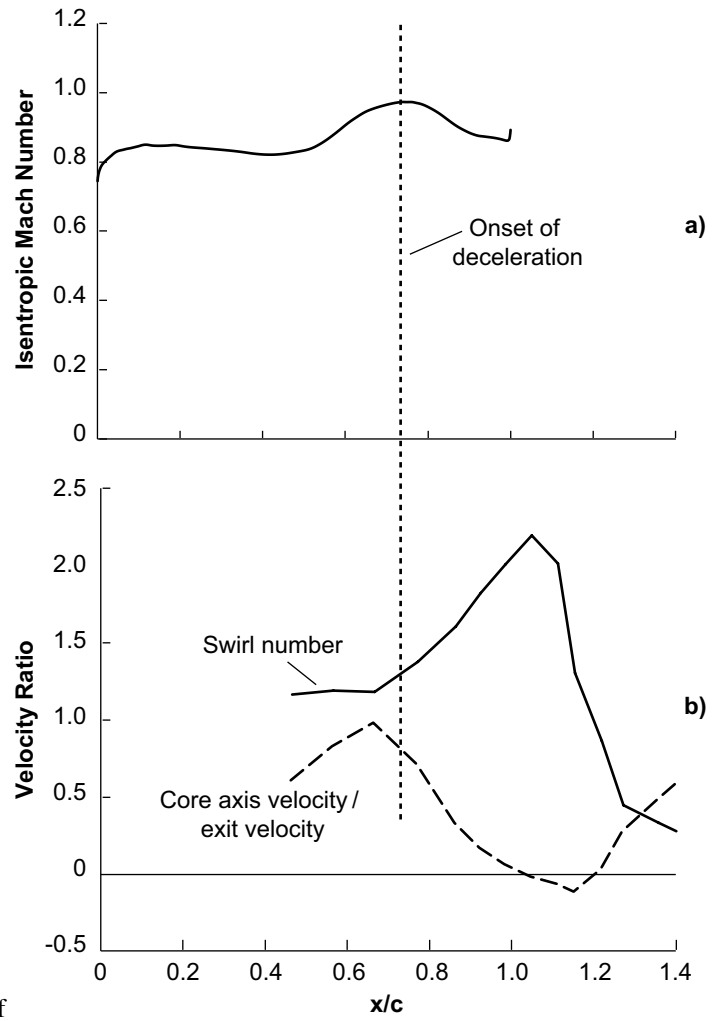 1.2
1.0
0.8
0.6
0.4
0.2
0
Isentropic Mach Number
Onset of
deceleration
a)
2.5
2.0
1.5
1.0
0.5
0
-0.5
Velocity Ratio
Swirl number
Core axis velocity /
exit velocity
b)
0 0.2 0.4 0.6 0.8 1.0 1.2 1.4
x/c
f